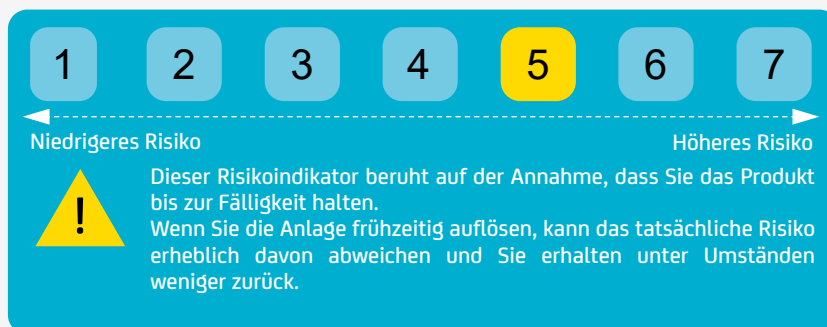 1 2 3 4 5 6 7
Niedrigeres Risiko Höheres Risiko
Dieser Risikoindikator beruht auf der Annahme, dass Sie das Produkt
bis zur Fälligkeit halten.
!
Wenn Sie die Anlage frühzeitig auflösen, kann das tatsächliche Risiko
erheblich davon abweichen und Sie erhalten unter Umständen
weniger zurück.